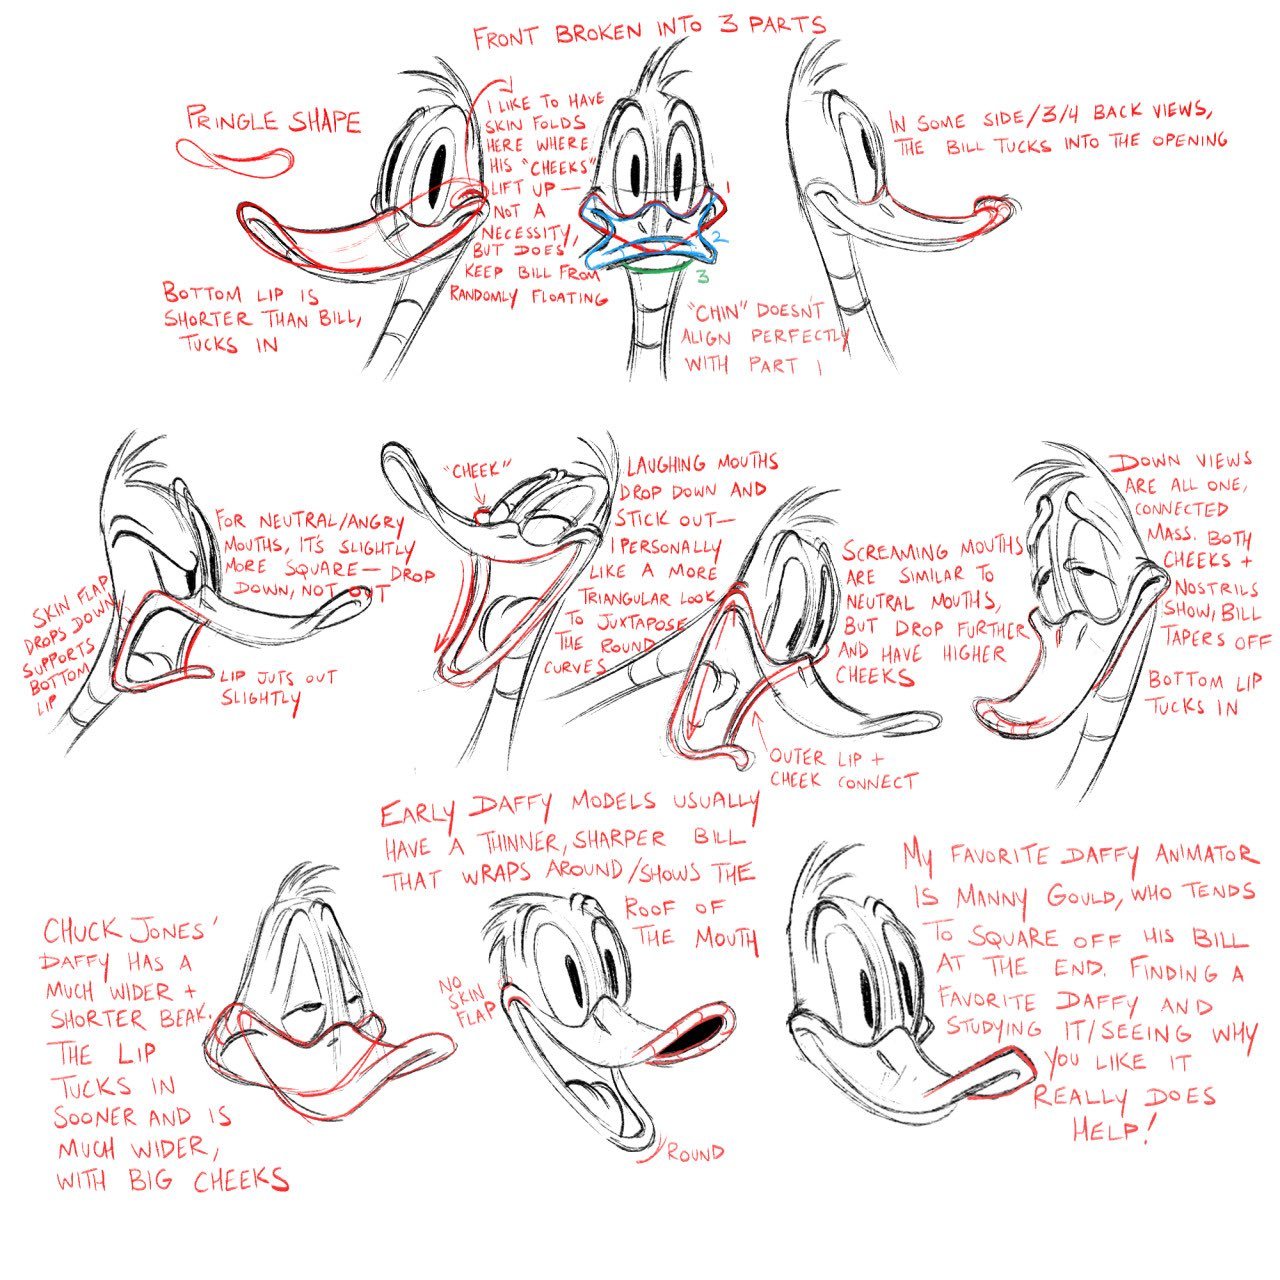 FRONT BROKEN INTO 3 PARTS
PRINGLE SHAPE
BOTTOM LIP IS
SHORTER THAN BILL,
TUCKS IN
I LIKE TO HAVE
SKIN FOLDS
HERE WHERE
HIS "CHEEKS"
LIFT UP—
NOT A
NECESSITY,
BUT DOES
KEEP BILL FROM
RANDOMLY FLOATING
1
2
3
"CHIN" DOESN'T
ALIGN PERFECTLY
WITH PART 1
IN SOME SIDE/3/4 BACK VIEWS,
THE BILL TUCKS INTO THE OPENING
FOR NEUTRAL/ANGRY
MOUTHS, IT'S SLIGHTLY
MORE SQUARE—DROP
DOWN, NOT OUT
SKIN FLAP
DROPS DOWN,
SUPPORTS
BOTTOM
LIP
LIP JUTS OUT
SLIGHTLY
"CHEEK"
LAUGHING MOUTHS
DROP DOWN AND
STICK OUT—
I PERSONALLY
LIKE A MORE
TRIANGULAR LOOK
TO JUXTAPOSE
THE ROUND
CURVES
SCREAMING MOUTHS
ARE SIMILAR TO
NEUTRAL MOUTHS,
BUT DROP FURTHER
AND HAVE HIGHER
CHEEKS
OUTER LIP +
CHEEK CONNECT
DOWN VIEWS
ARE ALL ONE,
CONNECTED
MASS. BOTH
CHEEKS +
NOSTRILS
SHOW, BILL
TAPERS OFF
BOTTOM LIP
TUCKS IN
CHUCK JONES'
DAFFY HAS A
MUCH WIDER +
SHORTER BEAK.
THE LIP
TUCKS IN
SOONER AND IS
MUCH WIDER,
WITH BIG CHEEKS
EARLY DAFFY MODELS USUALLY
HAVE A THINNER, SHARPER BILL
THAT WRAPS AROUND/SHOWS THE
ROOF OF
THE MOUTH
NO
SKIN
FLAP
ROUND
MY FAVORITE DAFFY ANIMATOR
IS MANNY GOULD, WHO TENDS
TO SQUARE OFF HIS BILL
AT THE END. FINDING A
FAVORITE DAFFY AND
STUDYING IT/SEEING WHY
YOU LIKE IT
REALLY DOES
HELP!